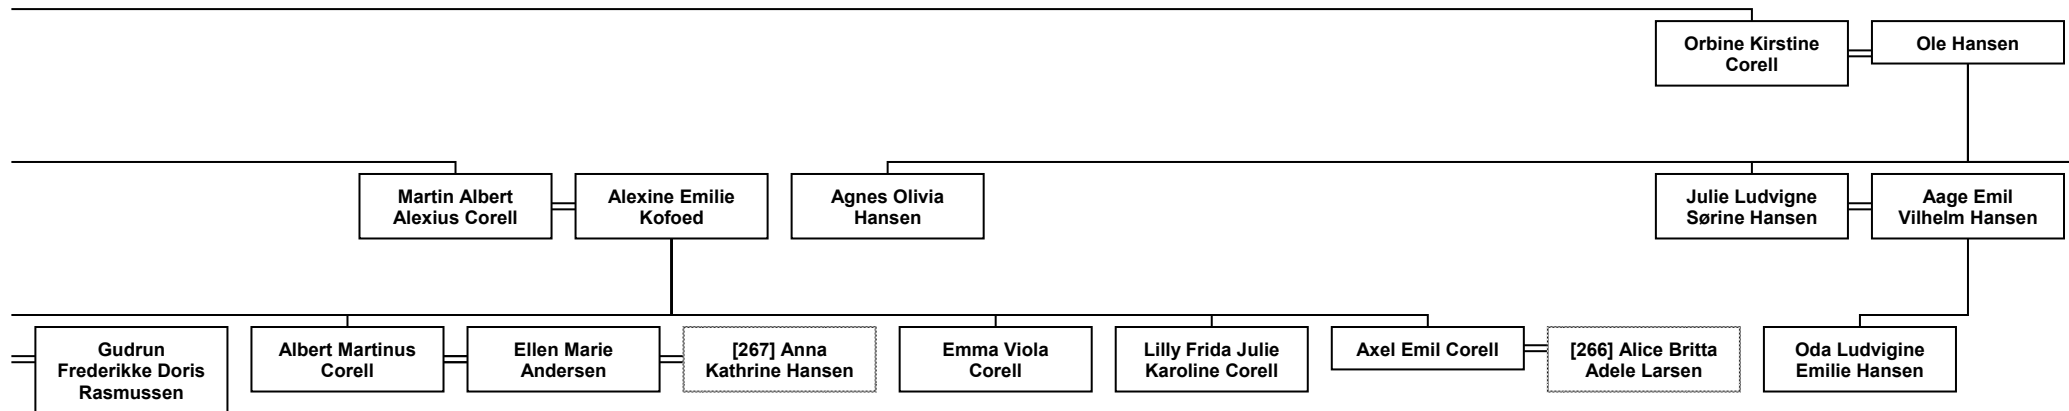 Orbine Kirstine
Corell
Ole Hansen
Martin Albert
Alexius Corell
Alexine Emilie
Kofoed
Agnes Olivia
Hansen
Julie Ludvigne
Sørine Hansen
Aage Emil
Vilhelm Hansen
Gudrun
Frederikke Doris
Rasmussen
Albert Martinus
Corell
Ellen Marie
Andersen
[267] Anna
Kathrine Hansen
Emma Viola
Corell
Lilly Frida Julie
Karoline Corell
Axel Emil Corell
[266] Alice Britta
Adele Larsen
Oda Ludvigine
Emilie Hansen